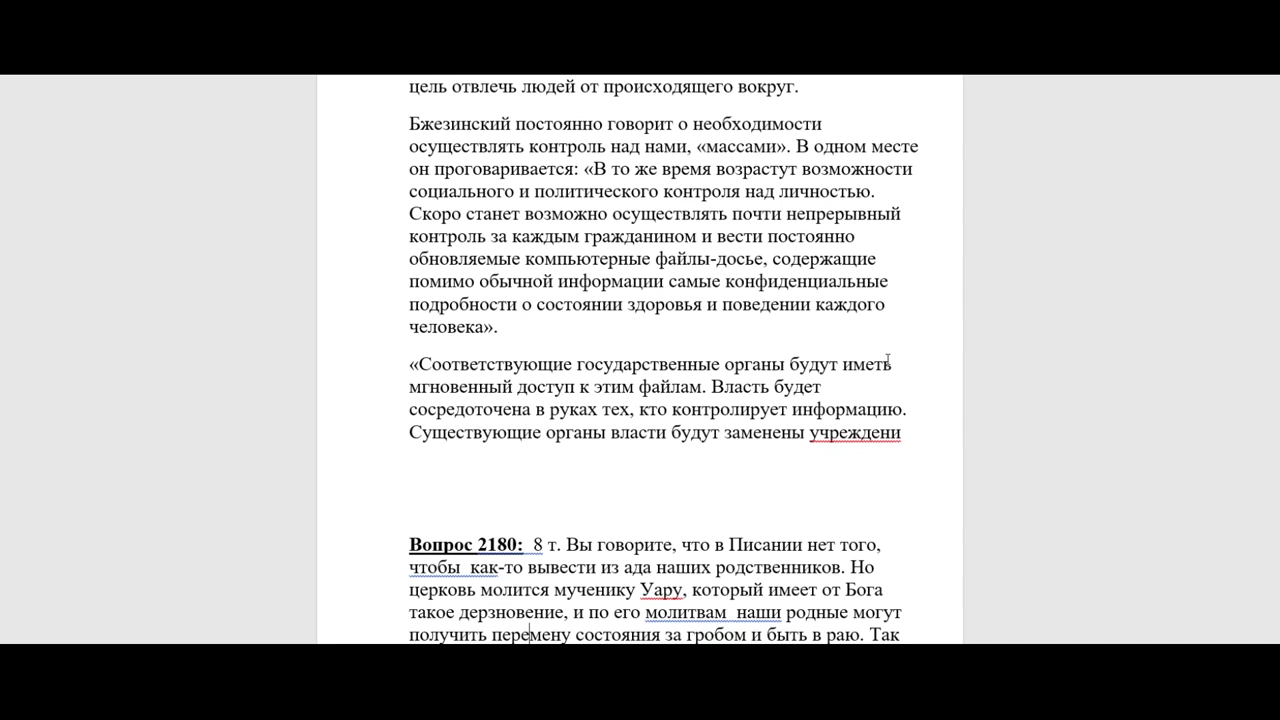 цель отвлечь людей от происходящего вокруг.
Бжезинский постоянно говорит о необходимости
осуществлять контроль над нами, «массами». В одном месте
он проговаривается: «В то же время возрастут возможности
социального и политического контроля над личностью.
Скоро станет возможно осуществлять почти непрерывный
контроль за каждым гражданином и вести постоянно
обновляемые компьютерные файлы-досье, содержащие
помимо обычной информации самые конфиденциальные
подробности о состоянии здоровья и поведении каждого
человека».
«Соответствующие государственные органы будут иметь
мгновенный доступ к этим файлам. Власть будет
сосредоточена в руках тех, кто контролирует информацию.
Существующие органы власти будут заменены учреждени
Вопрос 2180:  8 т. Вы говорите, что в Писании нет того,
чтобы  как-то вывести из ада наших родственников. Но
церковь молится мученику Уару, который имеет от Бога
такое дерзновение, и по его молитвам  наши родные могут
получить перемену состояния за гробом и быть в раю. Так